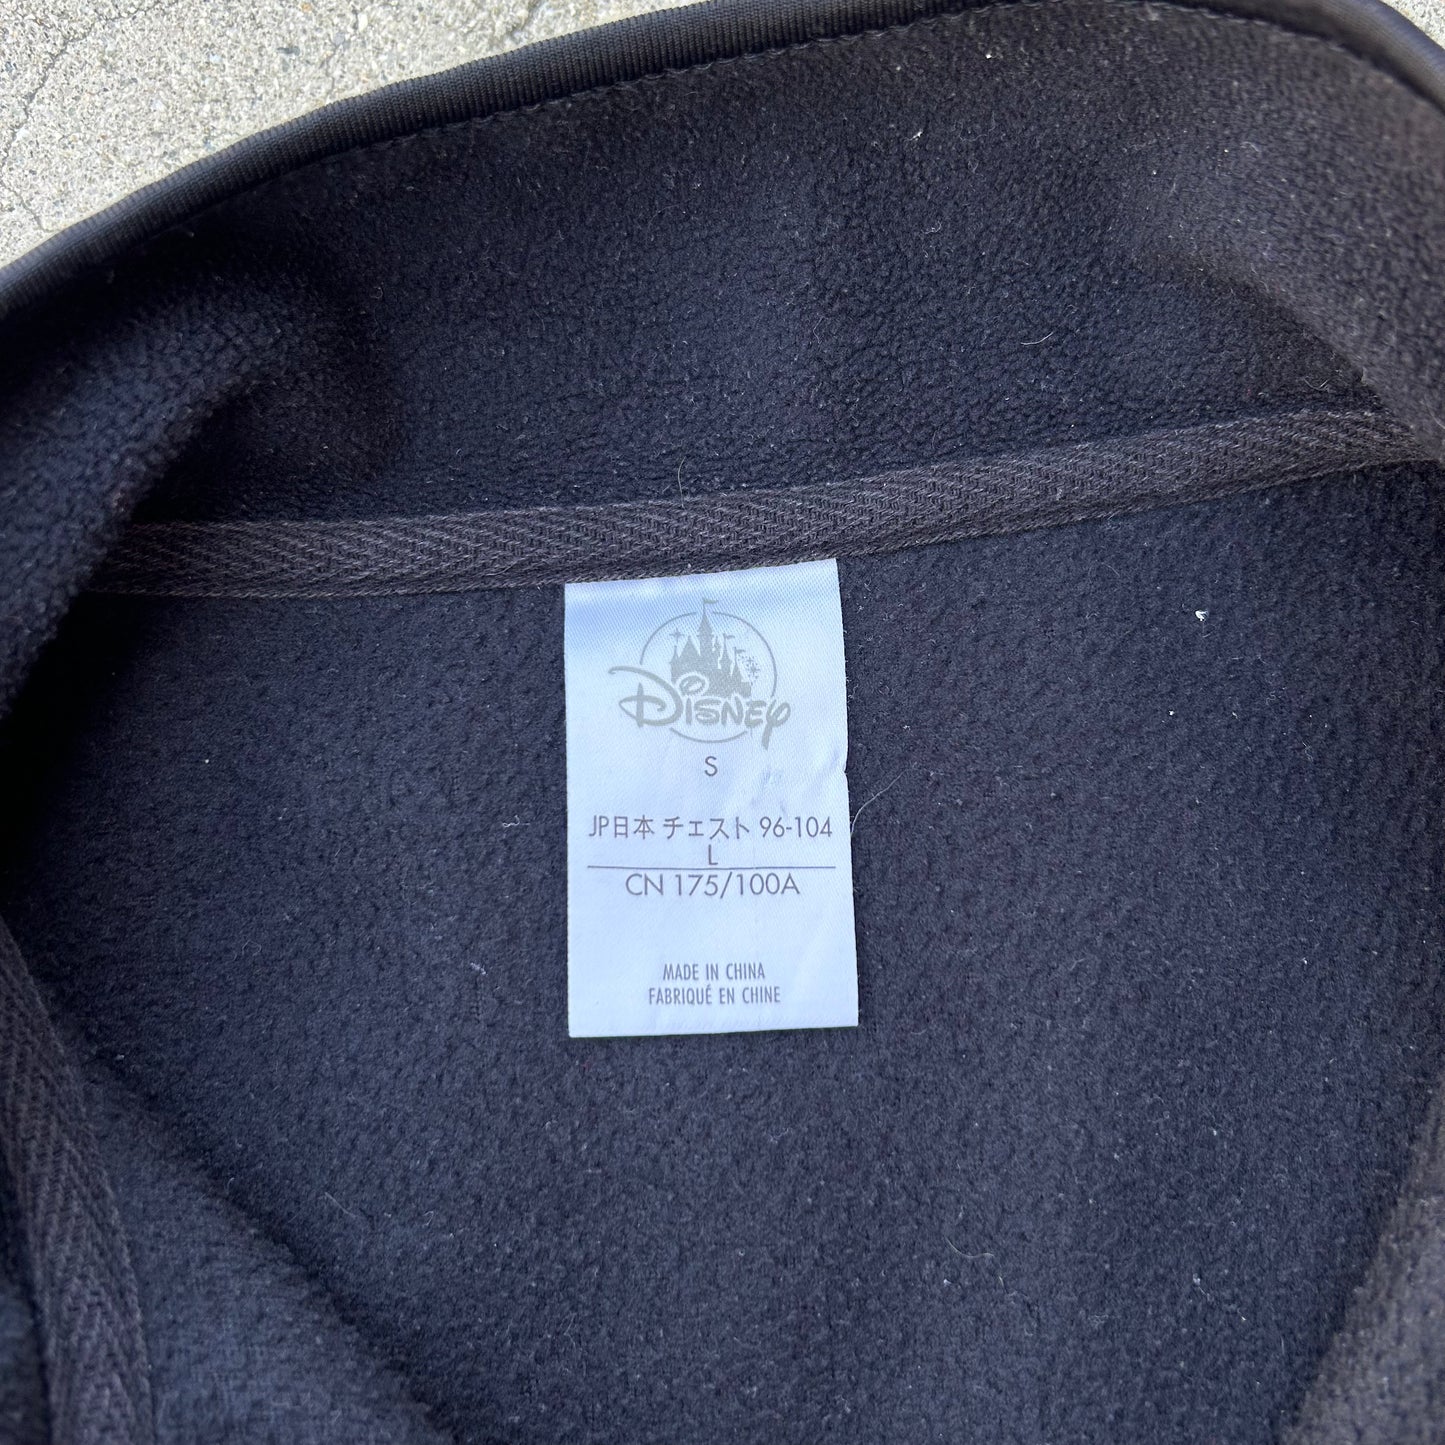 Disney
S
JP日本 チェスト 96-104
L
CN 175/100A
MADE IN CHINA
FABRIQUÉ EN CHINE